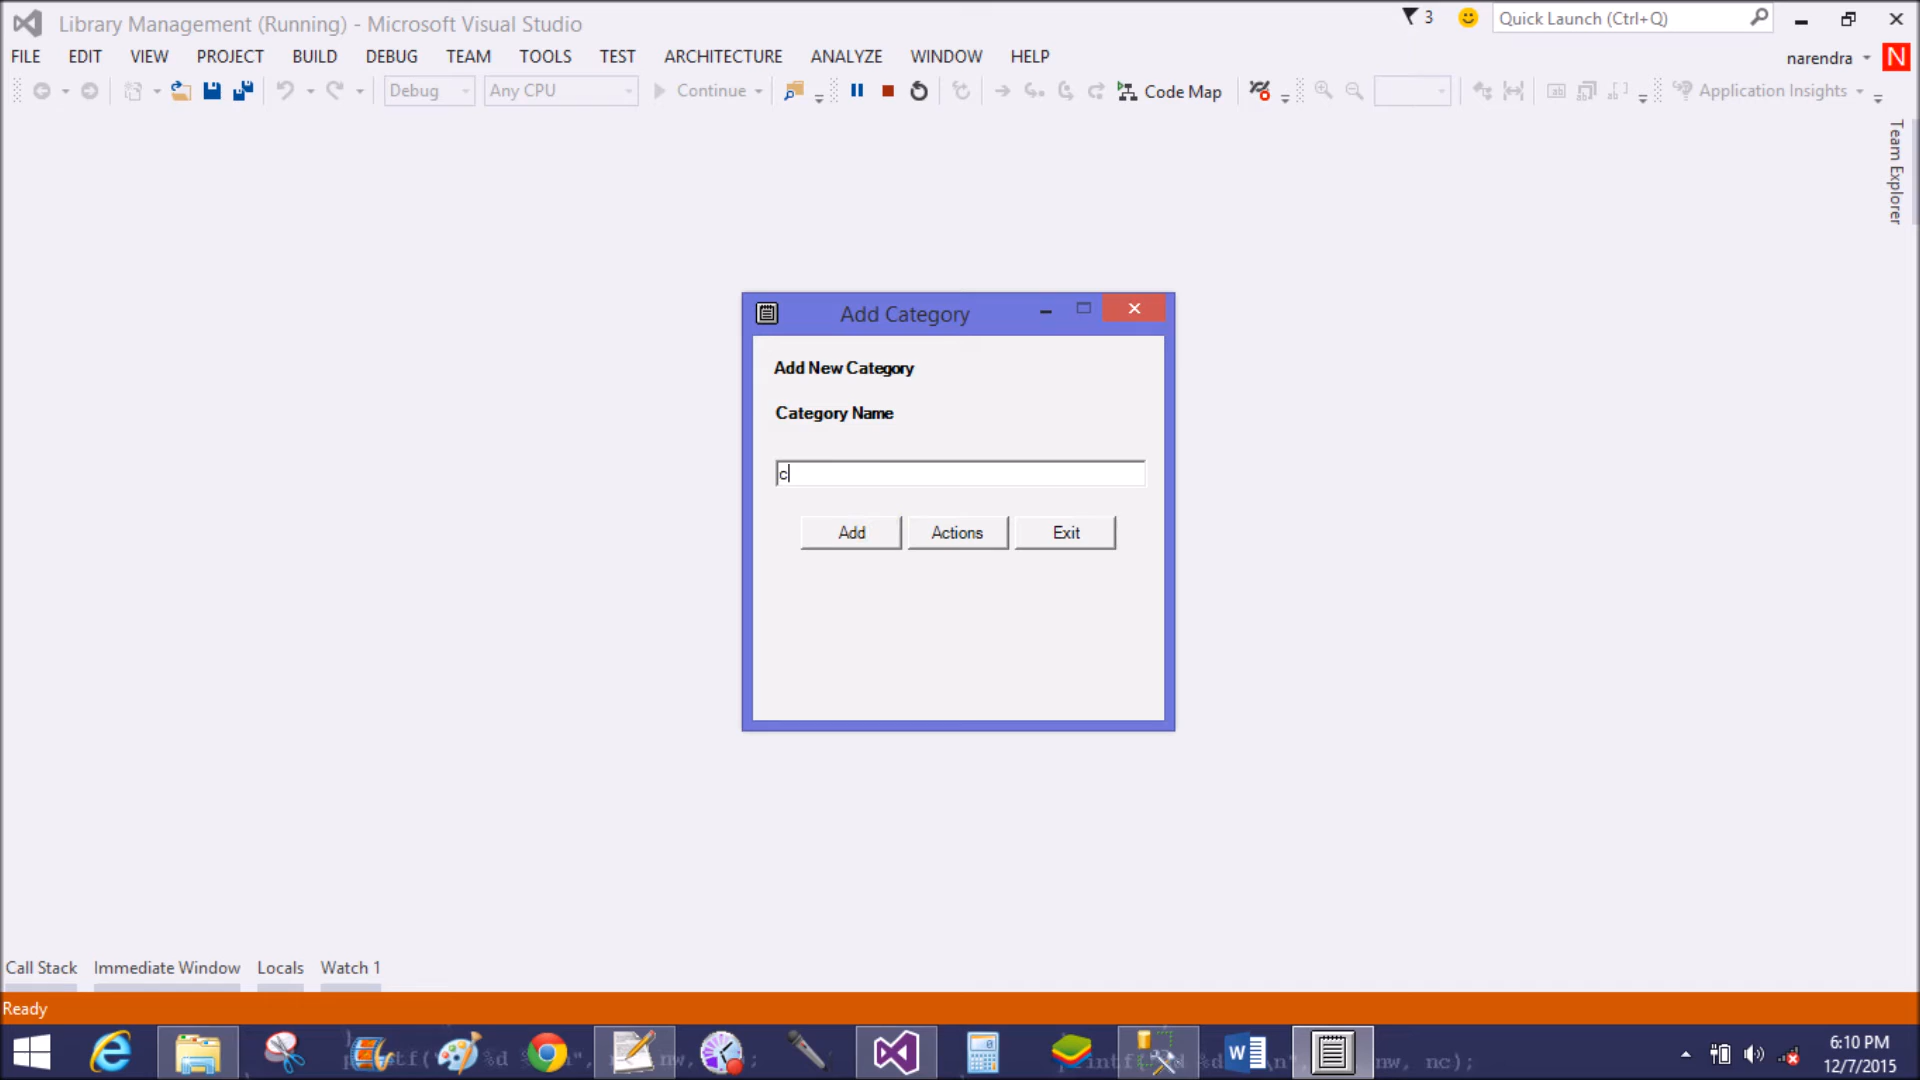 Library Management (Running) - Microsoft Visual Studio
3
Quick Launch (Ctrl+Q)
FILE EDIT VIEW PROJECT BUILD DEBUG TEAM TOOLS TEST ARCHITECTURE ANALYZE WINDOW HELP
narendra
N
Debug
Any CPU
Continue
Code Map
Application Insights
Team Explorer
Add Category
Add New Category
Category Name
c
Add Actions Exit
Call Stack Immediate Window Locals Watch 1
Ready
6:10 PM
12/7/2015
nw, nc);